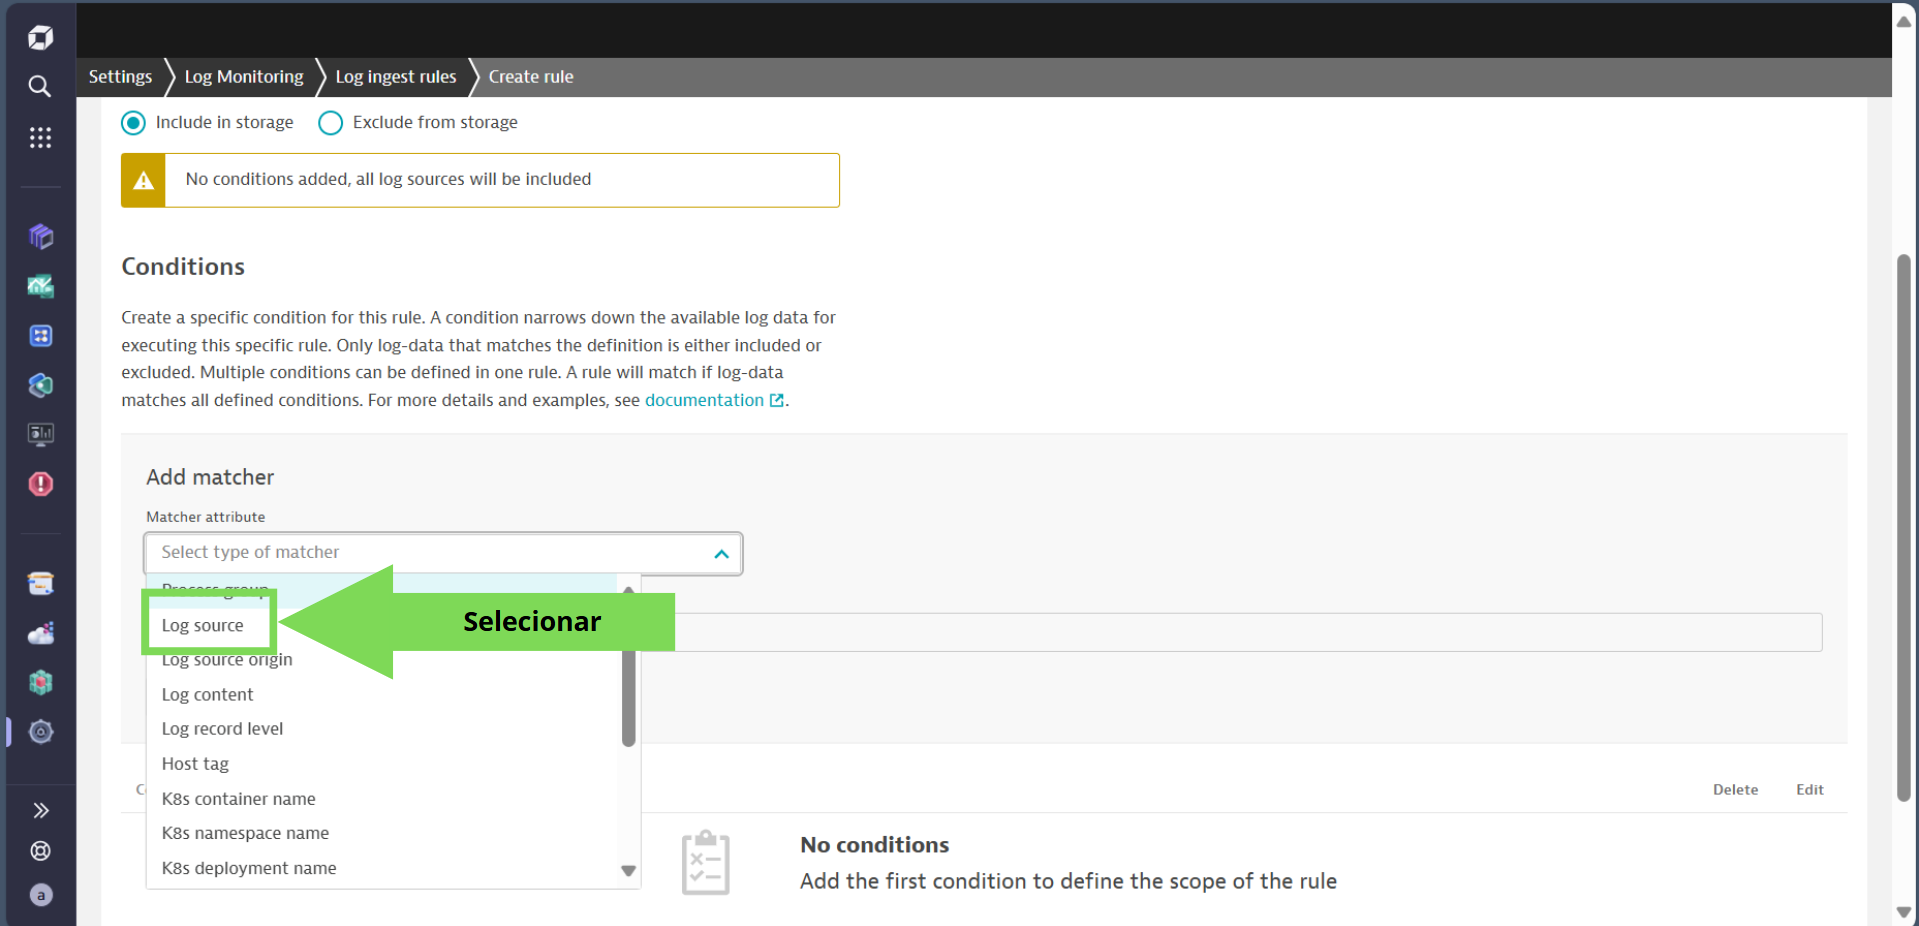 Settings
Log Monitoring
Log ingest rules
Create rule
Include in storage
Exclude from storage
No conditions added, all log sources will be included
Conditions
Create a specific condition for this rule. A condition narrows down the available log data for
executing this specific rule. Only log-data that matches the definition is either included or
excluded. Multiple conditions can be defined in one rule. A rule will match if log-data
matches all defined conditions. For more details and examples, see documentation.
Add matcher
Matcher attribute
Select type of matcher
Process group
Log source
Selecionar
Log source origin
Log content
Log record level
Host tag
K8s container name
K8s namespace name
K8s deployment name
Delete
Edit
No conditions
Add the first condition to define the scope of the rule
a